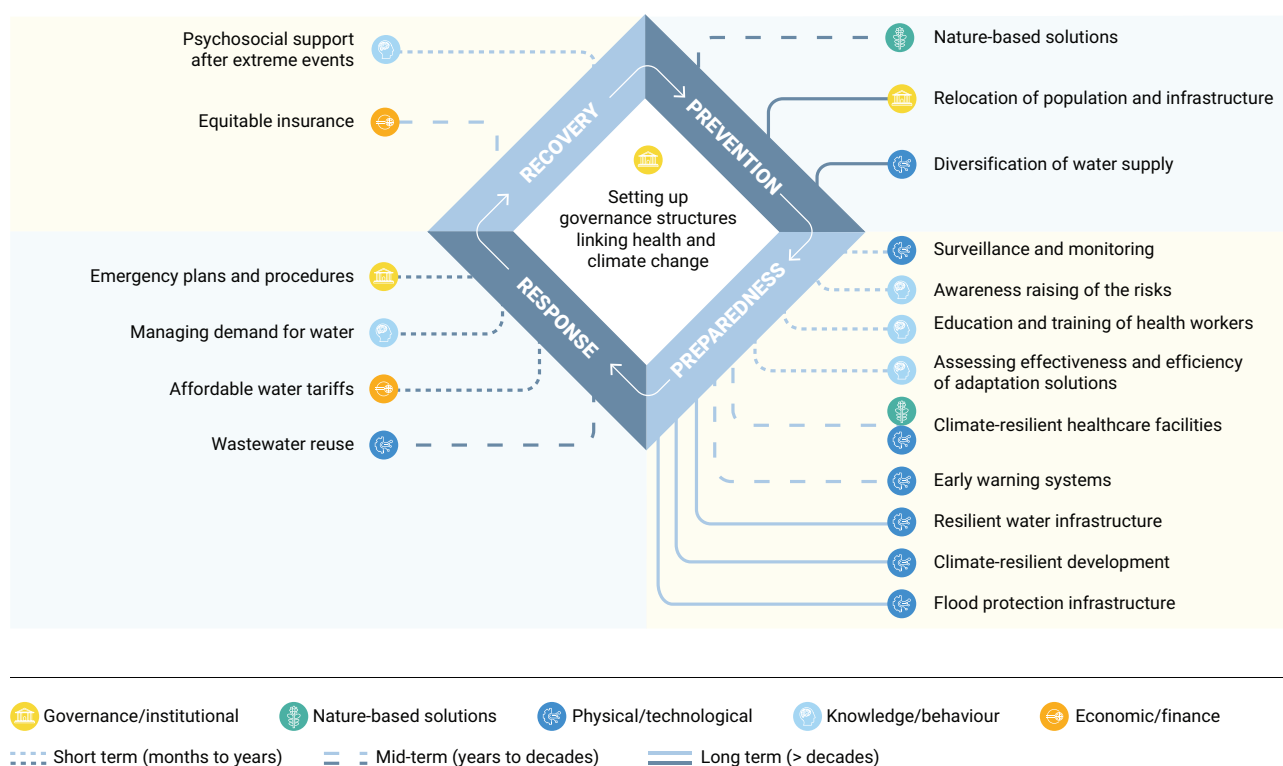 Psychosocial support
after extreme events
Equitable insurance
RECOVERY
PREVENTION
Nature-based solutions
Relocation of population and infrastructure
Diversification of water supply
Setting up
governance structures
linking health and
climate change
Emergency plans and procedures
Managing demand for water
Affordable water tariffs
Wastewater reuse
RESPONSE
PREPAREDNESS
Surveillance and monitoring
Awareness raising of the risks
Education and training of health workers
Assessing effectiveness and efficiency
of adaptation solutions
Climate-resilient healthcare facilities
Early warning systems
Resilient water infrastructure
Climate-resilient development
Flood protection infrastructure
Governance/institutional
Nature-based solutions
Physical/technological
Knowledge/behaviour
Economic/finance
Short term (months to years)
Mid-term (years to decades)
Long term (> decades)